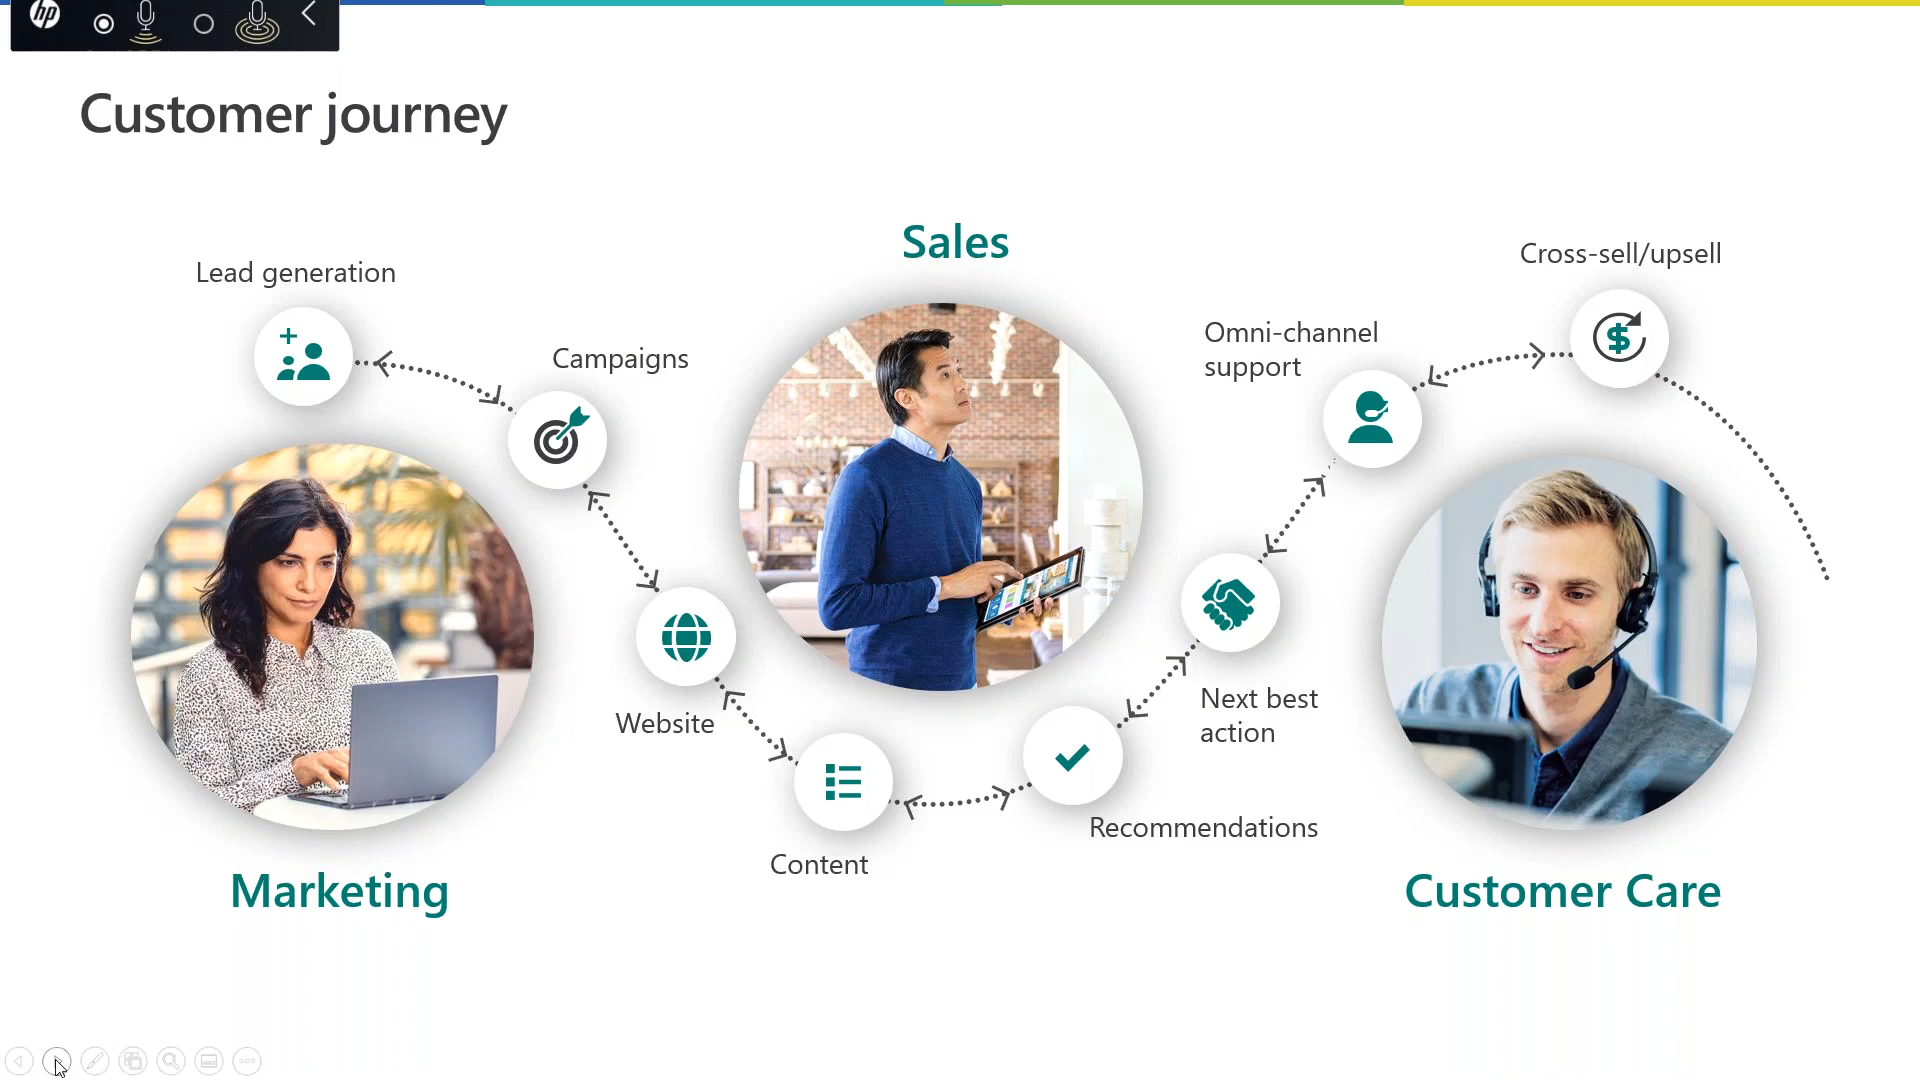 hp
Customer journey
Sales
Lead generation
Campaigns
Omni-channel
support
Cross-sell/upsell
Website
Content
Recommendations
Next best
action
Marketing
Customer Care